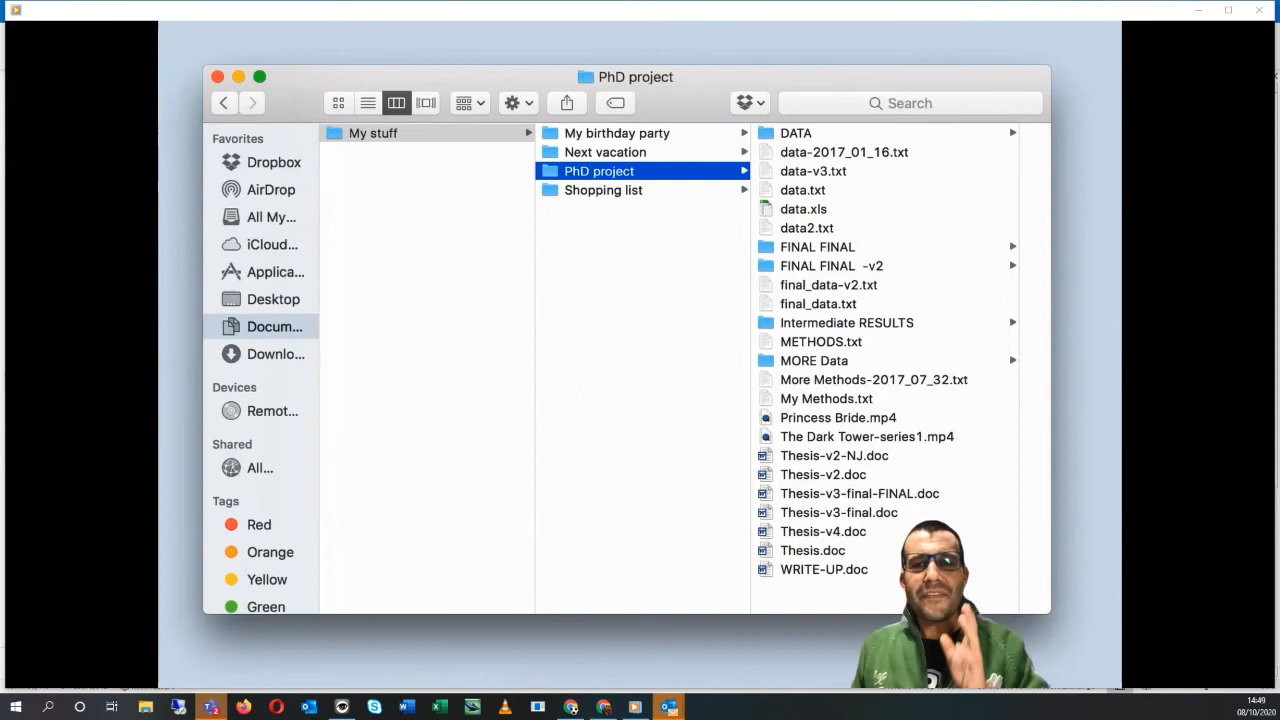 PhD project
Search
Favorites
Dropbox
AirDrop
All My...
iCloud...
Applica...
Desktop
Docum...
Downlo...
Devices
Remot...
Shared
All...
Tags
Red
Orange
Yellow
Green
My stuff
My birthday party
Next vacation
PhD project
Shopping list
DATA
data-2017_01_16.txt
data-v3.txt
data.txt
data.xls
data2.txt
FINAL FINAL
FINAL FINAL -v2
final_data-v2.txt
final_data.txt
Intermediate RESULTS
METHODS.txt
MORE Data
More Methods-2017_07_32.txt
My Methods.txt
Princess Bride.mp4
The Dark Tower-series1.mp4
Thesis-v2-NJ.doc
Thesis-v2.doc
Thesis-v3-final-FINAL.doc
Thesis-v3-final.doc
Thesis-v4.doc
Thesis.doc
WRITE-UP.doc
14:49
08/10/2020